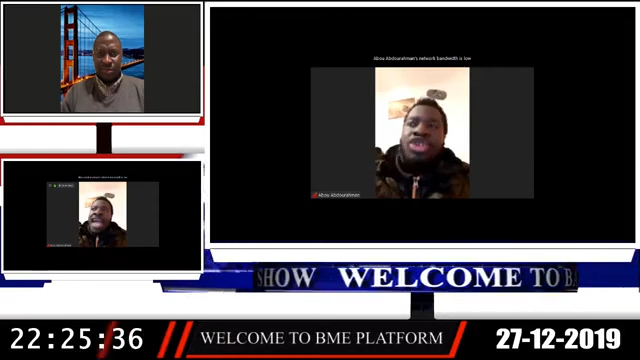 Abou Abdourahman's network bandwidth is low
Abou Abdourahman
SHOW WELCOME TO B
22:25:36
WELCOME TO BME PLATFORM
27-12-2019